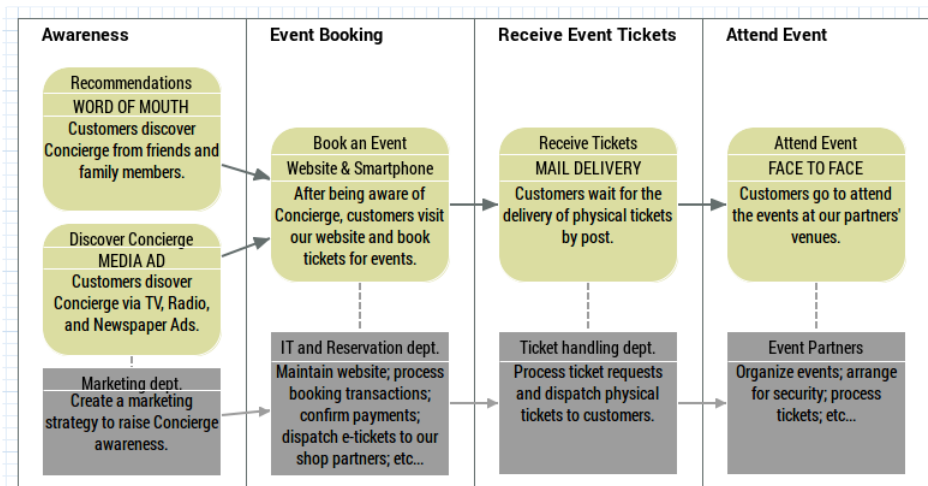 Awareness
Event Booking
Receive Event Tickets
Attend Event
Recommendations
WORD OF MOUTH
Customers discover
Concierge from friends and
family members.
Discover Concierge
MEDIA AD
Customers disover
Concierge via TV, Radio,
and Newspaper Ads.
Marketing dept.
Create a marketing
strategy to raise Concierge
awareness.
Book an Event
Website & Smartphone
After being aware of
Concierge, customers visit
our website and book
tickets for events.
IT and Reservation dept.
Maintain website; process
booking transactions;
confirm payments;
dispatch e-tickets to our
shop partners; etc...
Receive Tickets
MAIL DELIVERY
Customers wait for the
delivery of physical tickets
by post.
Ticket handling dept.
Process ticket requests
and dispatch physical
tickets to customers.
Attend Event
FACE TO FACE
Customers go to attend
the events at our partners'
venues.
Event Partners
Organize events; arrange
for security; process
tickets; etc...